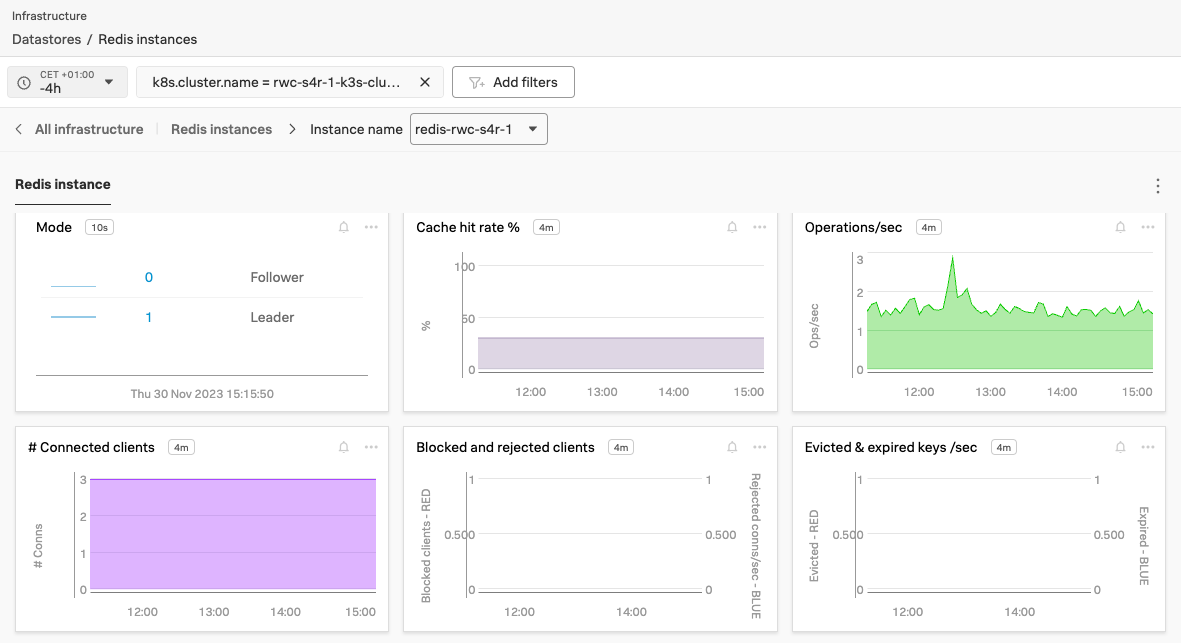 Infrastructure
Datastores / Redis instances
CET +01:00
-4h
k8s.cluster.name = rwc-s4r-1-k3s-clu...
Add filters
All infrastructure
Redis instances
Instance name
redis-rwc-s4r-1
Redis instance
Mode 10s
0 Follower
1 Leader
Thu 30 Nov 2023 15:15:50
Cache hit rate % 4m
%
100
50
0
12:00 13:00 14:00 15:00
Operations/sec 4m
Ops/sec
3
2
1
0
12:00 13:00 14:00 15:00
# Connected clients 4m
# Conns
3
2
1
0
12:00 13:00 14:00 15:00
Blocked and rejected clients 4m
Blocked clients - RED
1 1
0.500 0.500
0 0
Rejected conns/sec - BLUE
12:00 14:00
Evicted & expired keys /sec 4m
Evicted - RED
1 1
0.500 0.500
0 0
Expired - BLUE
12:00 14:00